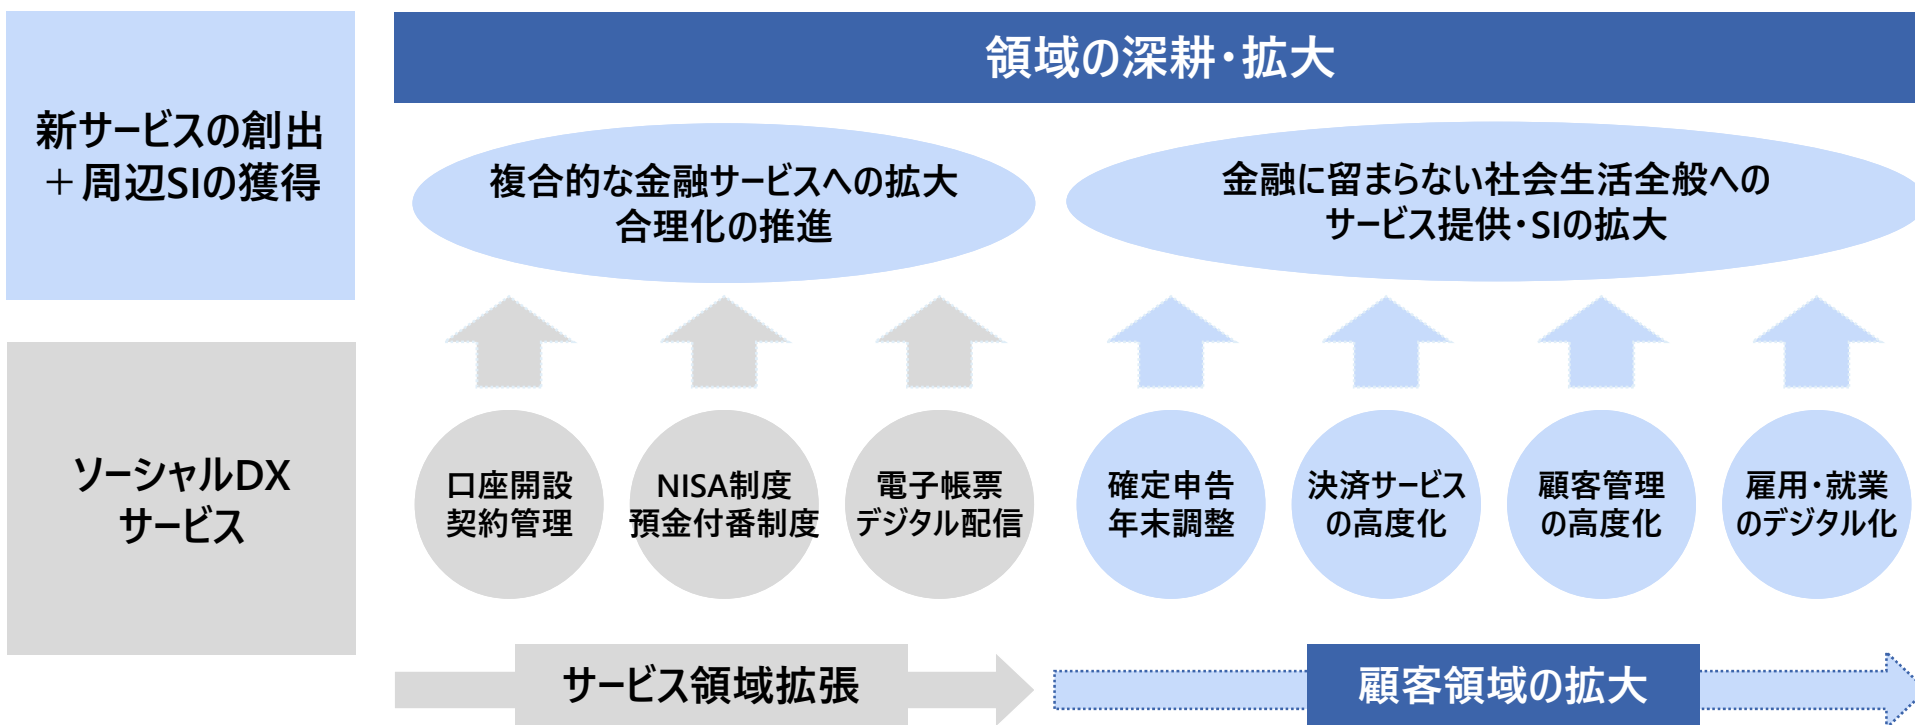 領域の深耕・拡大
新サービスの創出
＋周辺SIの獲得
複合的な金融サービスへの拡大
合理化の推進
金融に留まらない社会生活全般への
サービス提供・SIの拡大
ソーシャルDX
サービス
口座開設
契約管理
NISA制度
預金付番制度
電子帳票
デジタル配信
確定申告
年末調整
決済サービス
の高度化
顧客管理
の高度化
雇用・就業
のデジタル化
サービス領域拡張
顧客領域の拡大